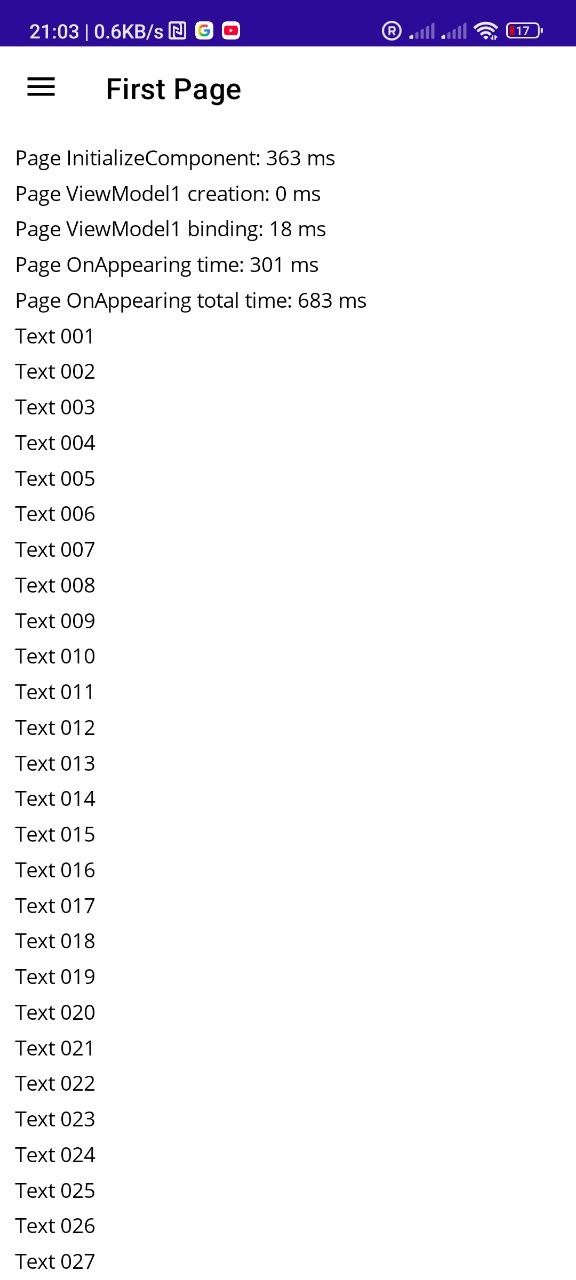 21:03 | 0.6KB/s N G R 17
First Page
Page InitializeComponent: 363 ms
Page ViewModel1 creation: 0 ms
Page ViewModel1 binding: 18 ms
Page OnAppearing time: 301 ms
Page OnAppearing total time: 683 ms
Text 001
Text 002
Text 003
Text 004
Text 005
Text 006
Text 007
Text 008
Text 009
Text 010
Text 011
Text 012
Text 013
Text 014
Text 015
Text 016
Text 017
Text 018
Text 019
Text 020
Text 021
Text 022
Text 023
Text 024
Text 025
Text 026
Text 027